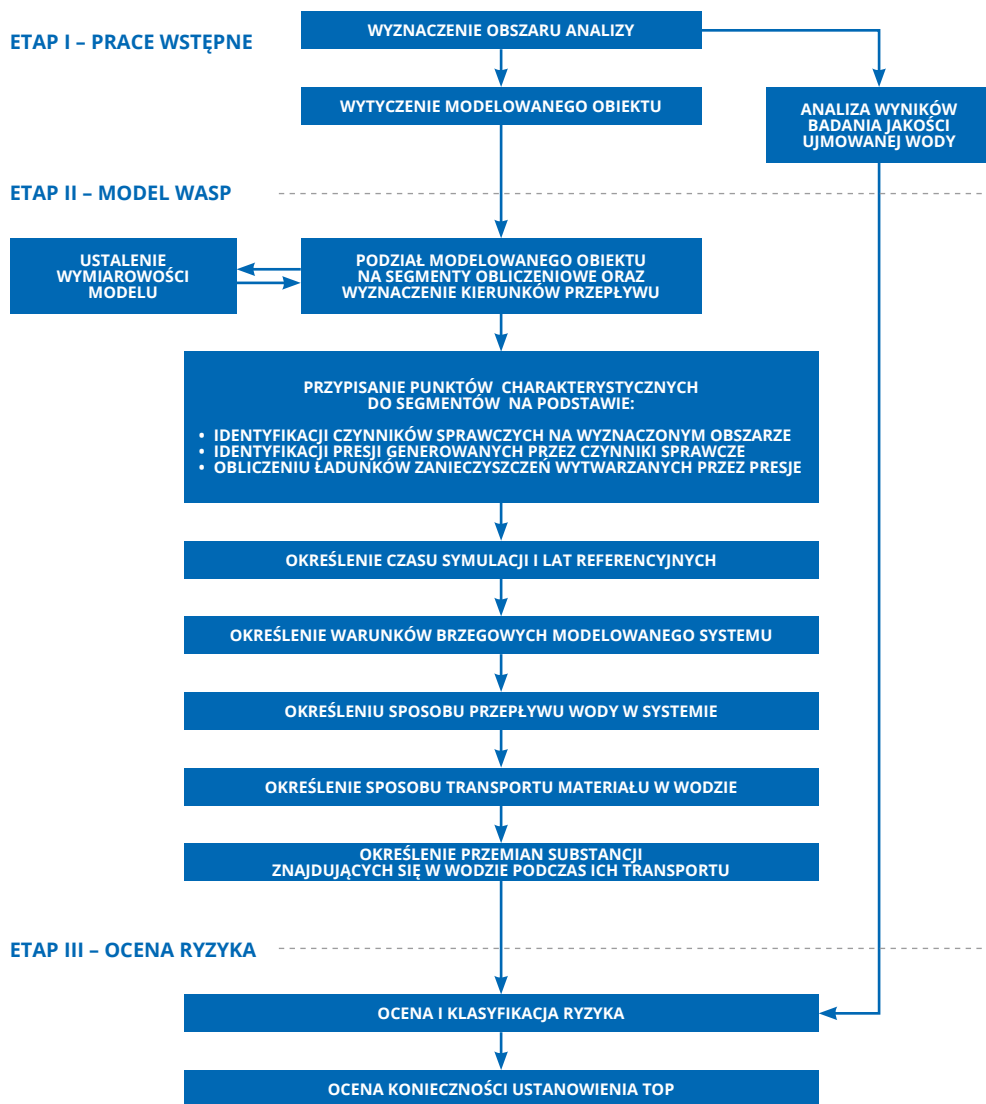 ETAP I – PRACE WSTĘPNE
WYZNACZENIE OBSZARU ANALIZY
WYTYCZENIE MODELOWANEGO OBIEKTU
ANALIZA WYNIKÓW
BADANIA JAKOŚCI
UJMOWANEJ WODY
ETAP II – MODEL WASP
USTALENIE
WYMIAROWOŚCI
MODELU
PODZIAŁ MODELOWANEGO OBIEKTU
NA SEGMENTY OBLICZENIOWE ORAZ
WYZNACZENIE KIERUNKÓW PRZEPŁYWU
PRZYPISANIE PUNKTÓW CHARAKTERYSTYCZNYCH
DO SEGMENTÓW NA PODSTAWIE:
• IDENTYFIKACJI CZYNNIKÓW SPRAWCZYCH NA WYZNACZONYM OBSZARZE
• IDENTYFIKACJI PRESJI GENEROWANYCH PRZEZ CZYNNIKI SPRAWCZE
• OBLICZENIU ŁADUNKÓW ZANIECZYSZCZEŃ WYTWARZANYCH PRZEZ PRESJE
OKREŚLENIE CZASU SYMULACJI I LAT REFERENCYJNYCH
OKREŚLENIE WARUNKÓW BRZEGOWYCH MODELOWANEGO SYSTEMU
OKREŚLENIU SPOSOBU PRZEPŁYWU WODY W SYSTEMIE
OKREŚLENIE SPOSOBU TRANSPORTU MATERIAŁU W WODZIE
OKREŚLENIE PRZEMIAN SUBSTANCJI
ZNAJDUJĄCYCH SIĘ W WODZIE PODCZAS ICH TRANSPORTU
ETAP III – OCENA RYZYKA
OCENA I KLASYFIKACJA RYZYKA
OCENA KONIECZNOŚCI USTANOWIENIA TOP